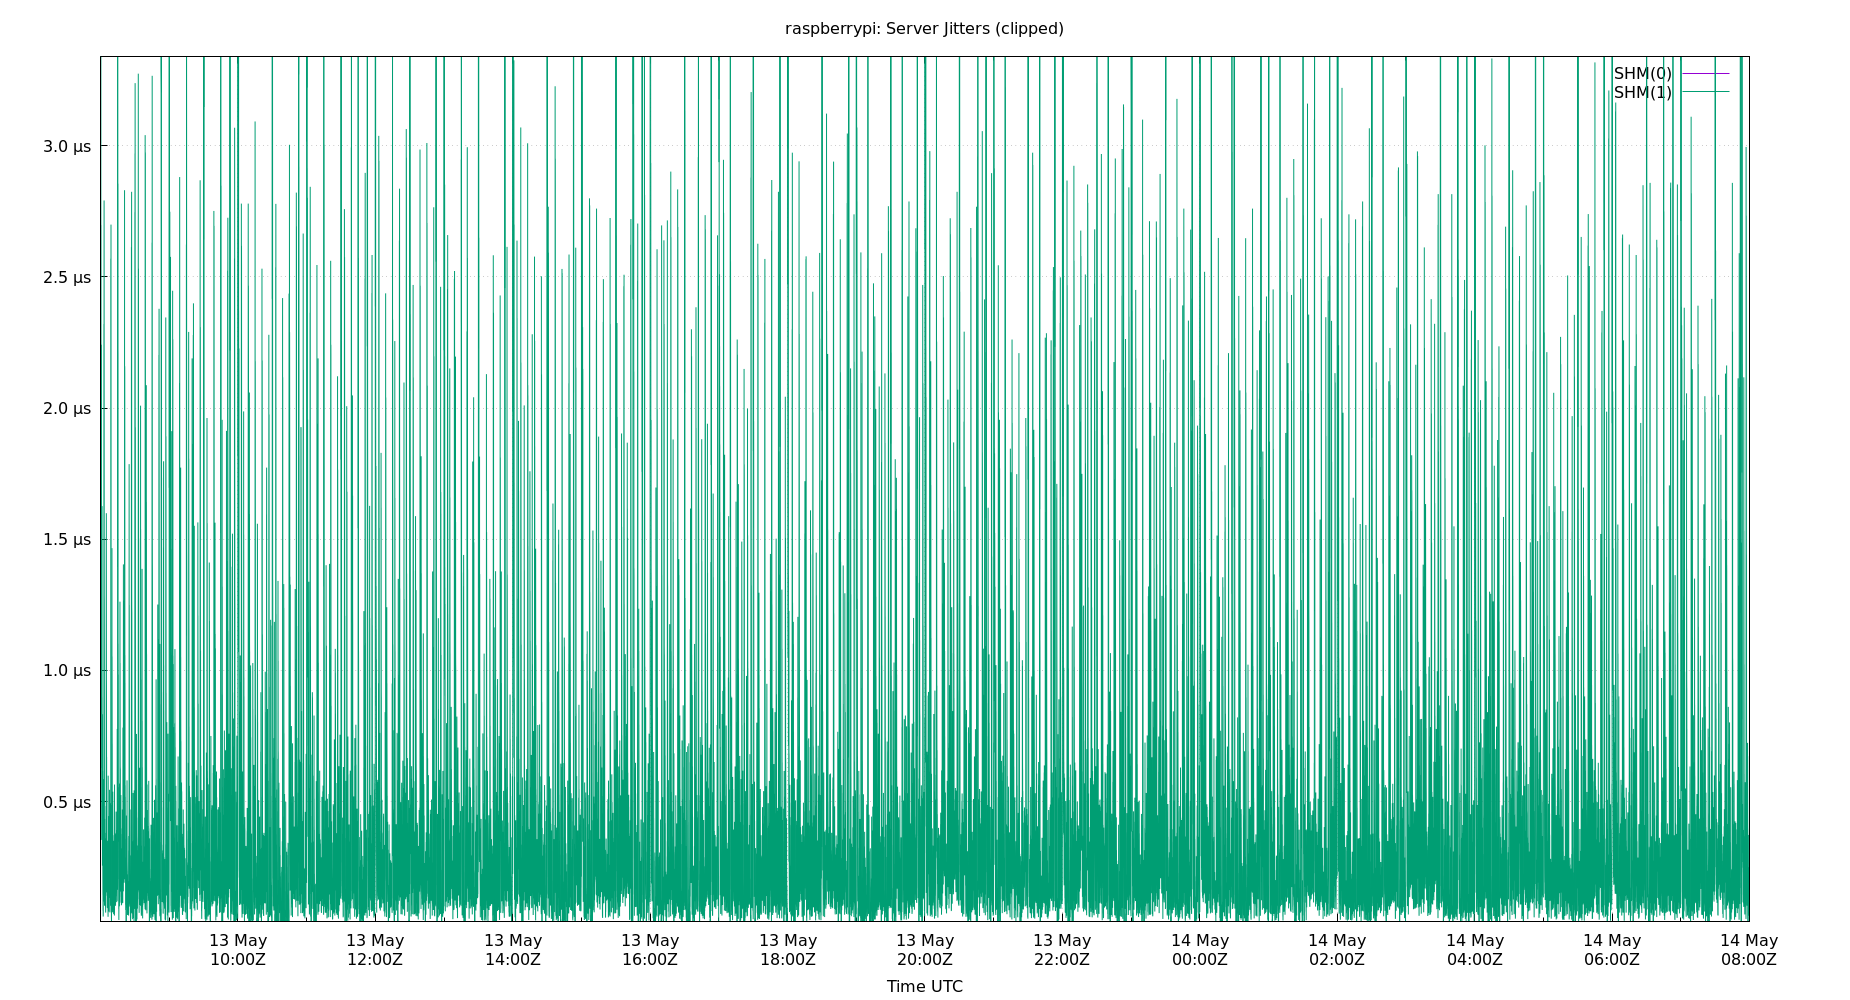 raspberrypi: Server Jitters (clipped)
SHM(0)
SHM(1)
3.0 µs
2.5 µs
2.0 µs
1.5 µs
1.0 µs
0.5 µs
13 May 13 May 13 May 13 May 13 May 13 May 13 May 14 May 14 May 14 May 14 May 14 May
10:00Z 12:00Z 14:00Z 16:00Z 18:00Z 20:00Z 22:00Z 00:00Z 02:00Z 04:00Z 06:00Z 08:00Z
Time UTC